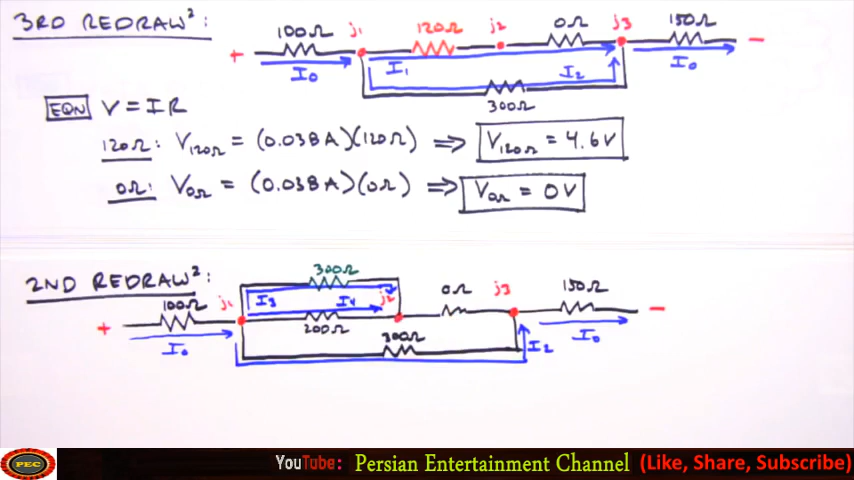 3RD REDRAW²:
100Ω j₁ 120Ω j₂ 0Ω j₃ 150Ω
+ −
I₀ I₁ I₂ I₀
300Ω
EQN V = IR
120Ω: V₁₂₀Ω = (0.038A)(120Ω) ⇒ V₁₂₀Ω = 4.6V
0Ω: V₀Ω = (0.038A)(0Ω) ⇒ V₀Ω = 0V
2ND REDRAW²:
300Ω
100Ω j₁ I₃ I₄ j₂ 0Ω j₃ 150Ω
+ −
200Ω
I₀ 300Ω I₂ I₀
PEC
YouTube: Persian Entertainment Channel (Like, Share, Subscribe)